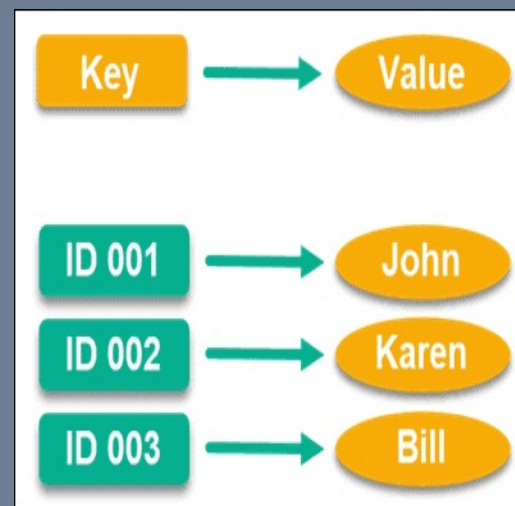 Key Value
ID 001 John
ID 002 Karen
ID 003 Bill